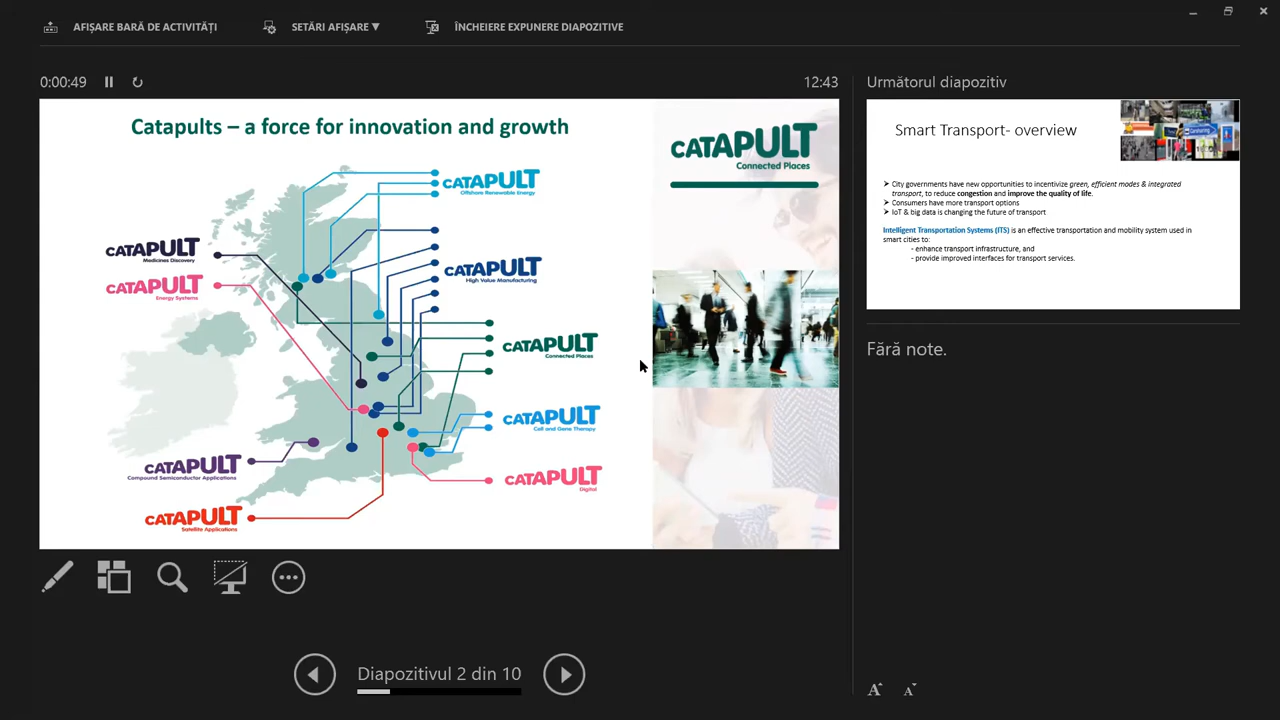 AFIȘARE BARĂ DE ACTIVITĂȚI
SETĂRI AFIȘARE ▼
ÎNCHEIERE EXPUNERE DIAPOZITIVE
0:00:49
12:43
Catapults – a force for innovation and growth
CATAPULT
Connected Places
CATAPULT
Offshore Renewable Energy
CATAPULT
Medicines Discovery
CATAPULT
High Value Manufacturing
CATAPULT
Energy Systems
CATAPULT
Connected Places
CATAPULT
Cell and Gene Therapy
CATAPULT
Compound Semiconductor Applications
CATAPULT
Digital
CATAPULT
Satellite Applications
Diapozitivul 2 din 10
Următorul diapozitiv
Smart Transport- overview
Carsharing
➢ City governments have new opportunities to incentivize green, efficient modes & integrated
transport, to reduce congestion and improve the quality of life.
➢ Consumers have more transport options
➢ IoT & big data is changing the future of transport
Intelligent Transportation Systems (ITS) is an effective transportation and mobility system used in
smart cities to:
- enhance transport infrastructure, and
- provide improved interfaces for transport services.
Fără note.
A A